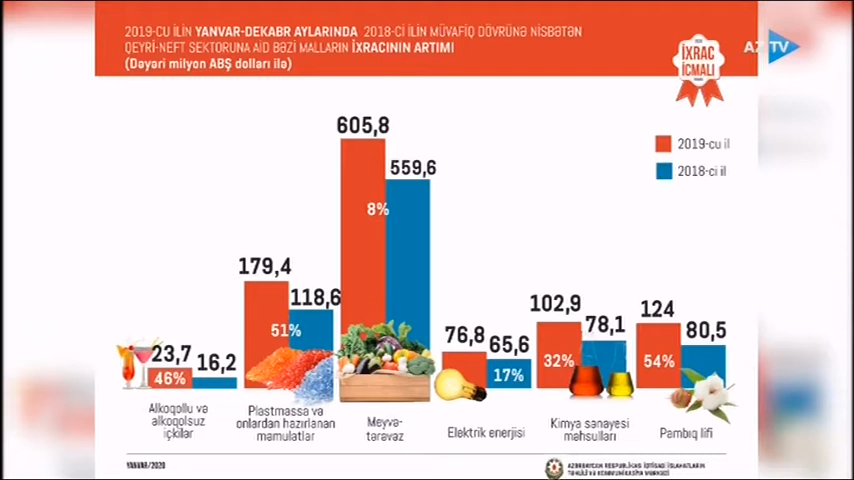 2019-CU İLİN YANVAR-DEKABR AYLARINDA 2018-Cİ İLİN MÜVAFİQ DÖVRÜNƏ NİSBƏTƏN
QEYRİ-NEFT SEKTORUNA AİD BƏZİ MALLARIN İXRACININ ARTIMI
(Dəyəri milyon ABŞ dolları ilə)
İXRAC
İCMALI
AZTV
2019-cu il
2018-ci il
605,8
559,6
8%
179,4
118,6
51%
23,7
16,2
46%
76,8
65,6
17%
102,9
78,1
32%
124
80,5
54%
Alkoqollu və
alkoqolsuz
içkilər
Plastmassa və
onlardan hazırlanan
məmulatlar
Meyvə-
tərəvəz
Elektrik enerjisi
Kimya sənayesi
məhsulları
Pambıq lifi
YANVAR/2020
AZƏRBAYCAN RESPUBLİKASI İQTİSADİ İSLAHATLARIN
TƏHLİLİ VƏ KOMMUNİKASİYA MƏRKƏZİ